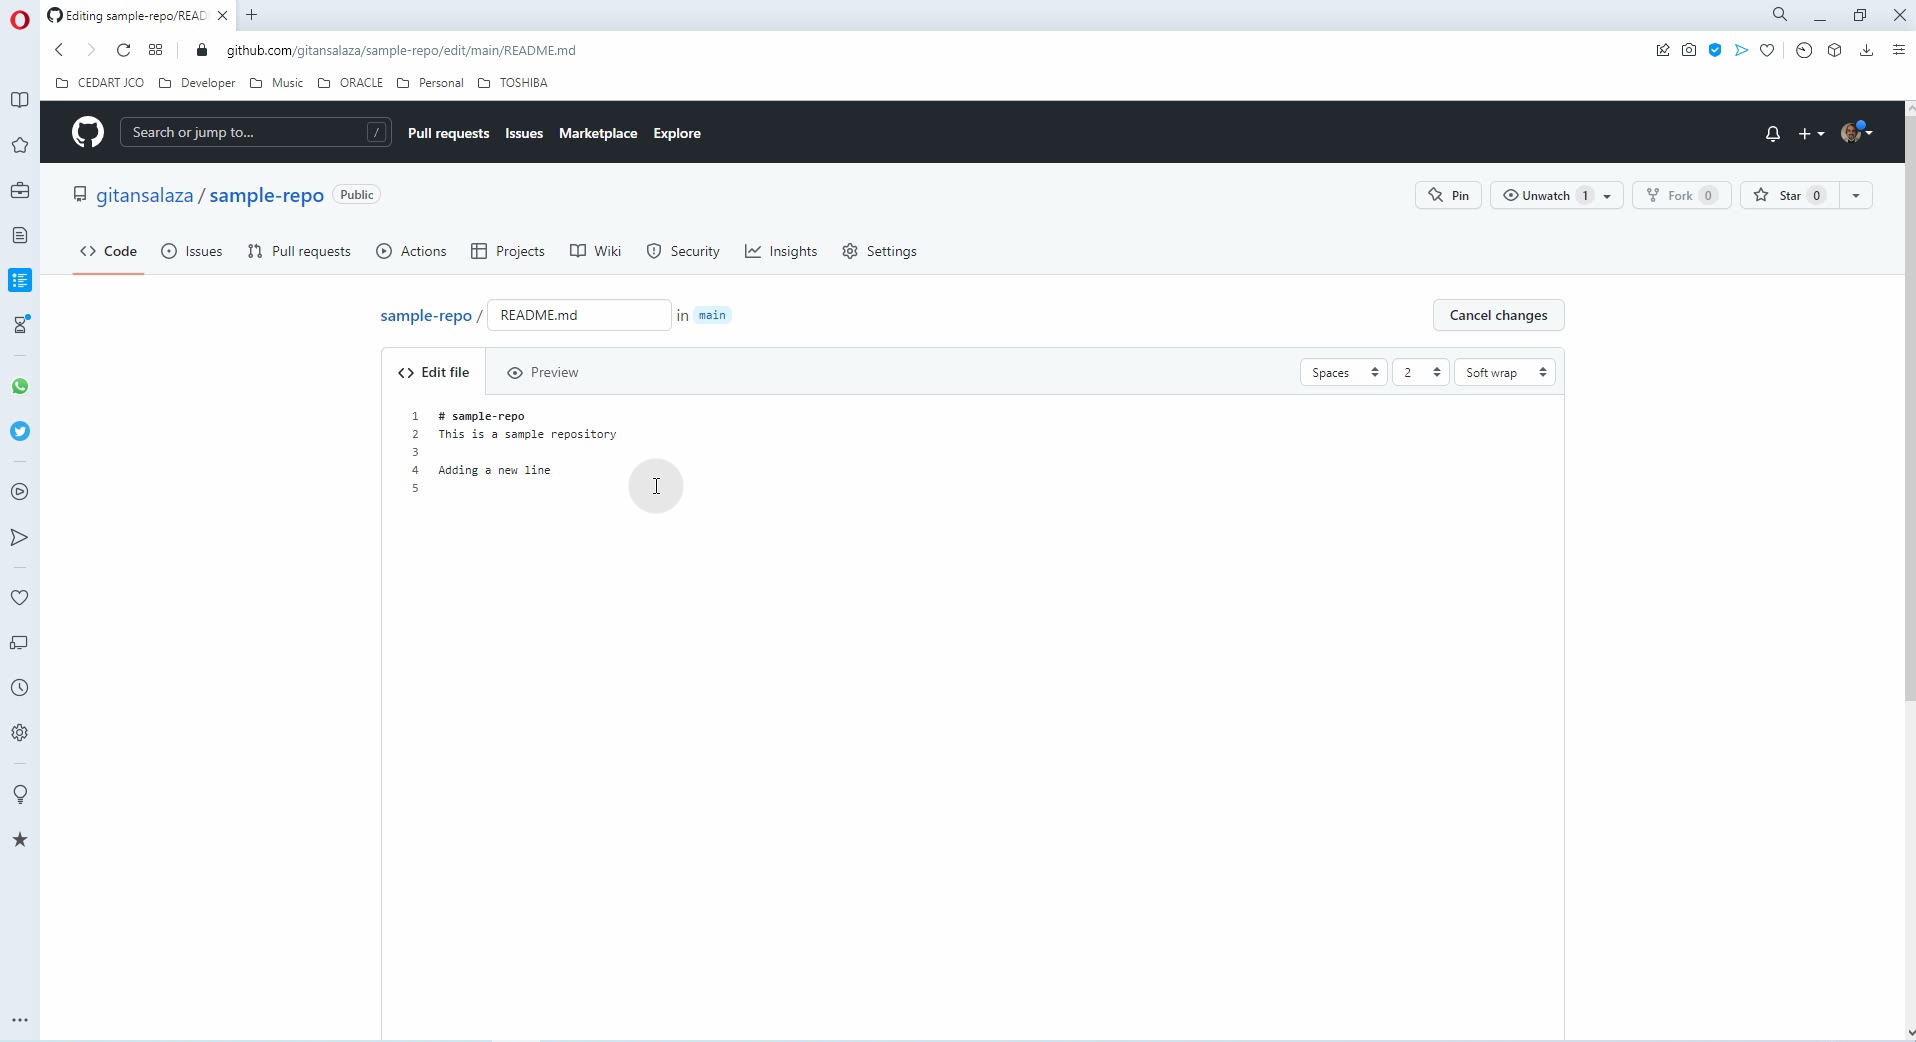 Editing sample-repo/READ
github.com/gitansalaza/sample-repo/edit/main/README.md
CEDART JCO Developer Music ORACLE Personal TOSHIBA
Search or jump to... / Pull requests Issues Marketplace Explore
gitansalaza / sample-repo Public Pin Unwatch 1 Fork 0 Star 0
Code Issues Pull requests Actions Projects Wiki Security Insights Settings
sample-repo / README.md in main Cancel changes
<> Edit file Preview Spaces 2 Soft wrap
1 # sample-repo
2 This is a sample repository
3
4 Adding a new line
5